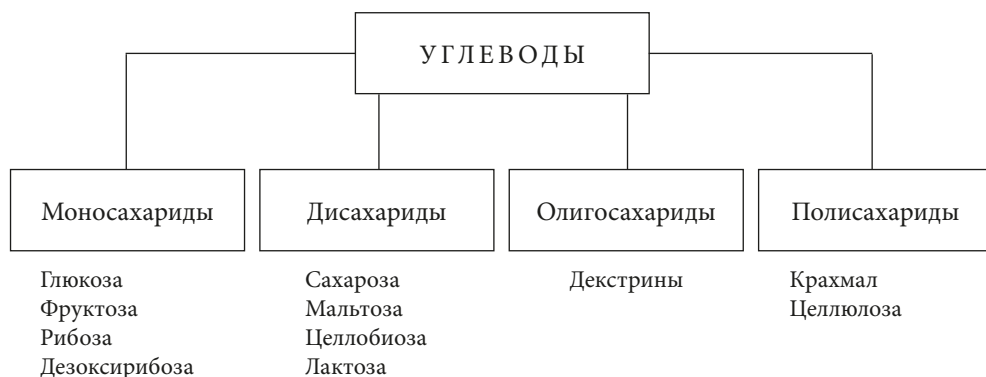 УГЛЕВОДЫ
Моносахариды
Дисахариды
Олигосахариды
Полисахариды
Глюкоза
Фруктоза
Рибоза
Дезоксирибоза
Сахароза
Мальтоза
Целлобиоза
Лактоза
Декстрины
Крахмал
Целлюлоза